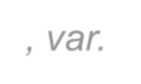 , var.